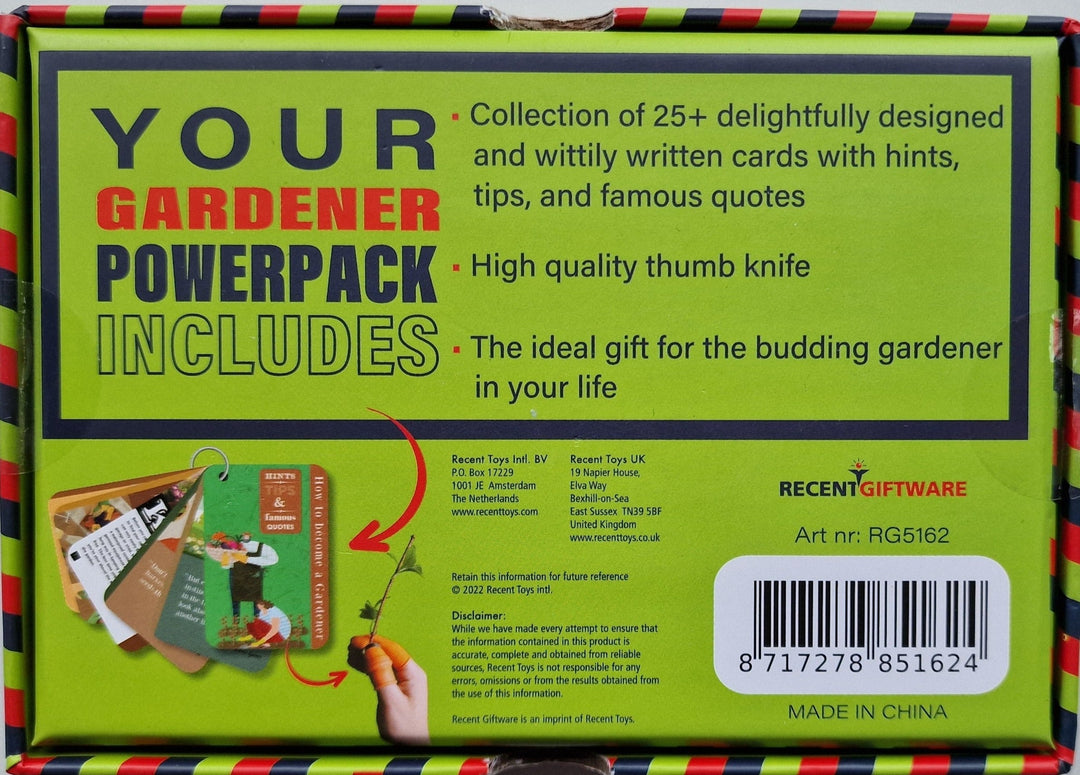 YOUR
GARDENER
POWERPACK
INCLUDES
· Collection of 25+ delightfully designed
and wittily written cards with hints,
tips, and famous quotes
· High quality thumb knife
· The ideal gift for the budding gardener
in your life
HINTS
TIPS
&
famous
QUOTES
How to become a Gardener
Recent Toys Intl. BV
P.O. Box 17229
1001 JE Amsterdam
The Netherlands
www.recenttoys.com
Recent Toys UK
19 Napier House,
Elva Way
Bexhill-on-Sea
East Sussex TN39 5BF
United Kingdom
www.recenttoys.co.uk
Retain this information for future reference
© 2022 Recent Toys intl.
Disclaimer:
While we have made every attempt to ensure that
the information contained in this product is
accurate, complete and obtained from reliable
sources, Recent Toys is not responsible for any
errors, omissions or from the results obtained from
the use of this information.
Recent Giftware is an imprint of Recent Toys.
RECENT GIFTWARE
Art nr: RG5162
8 717278 851624
MADE IN CHINA